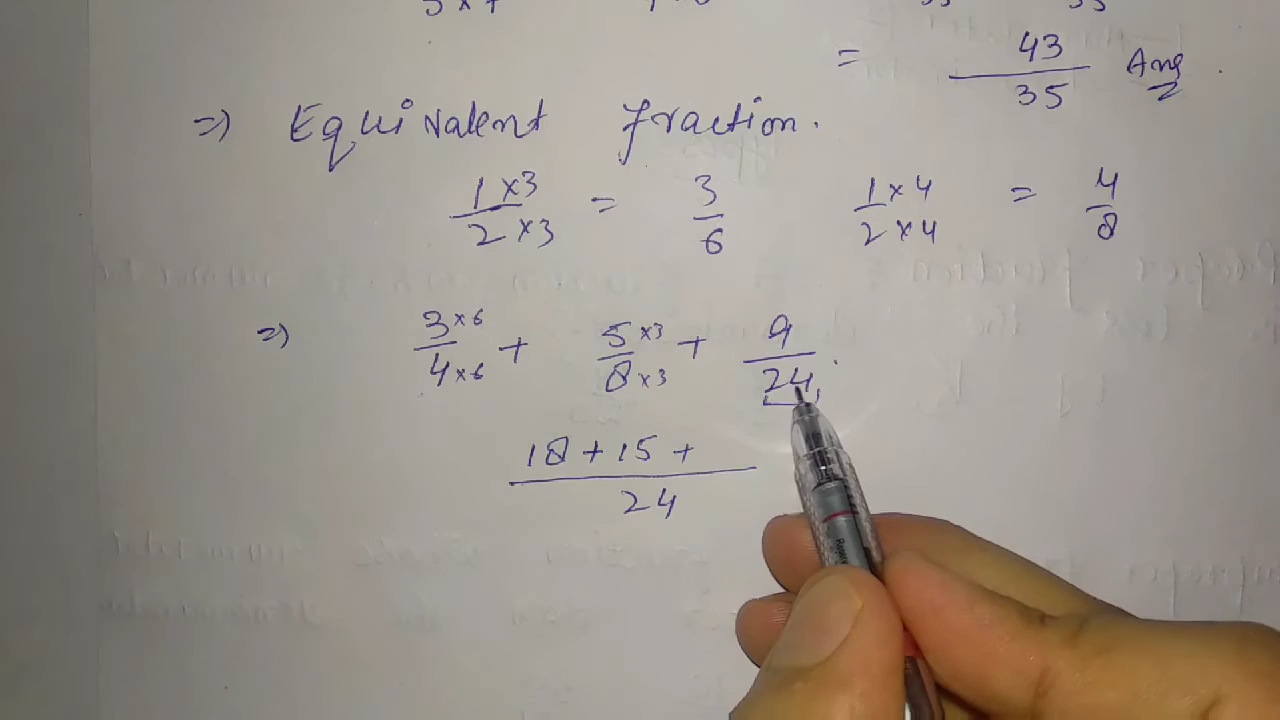 = 43/35 Ans
=) Equivalent fraction.
1×3/2×3 = 3/6 1×4/2×4 = 4/8
=) 3×6/4×6 + 5×3/8×3 + 9/24.
18+15+/24